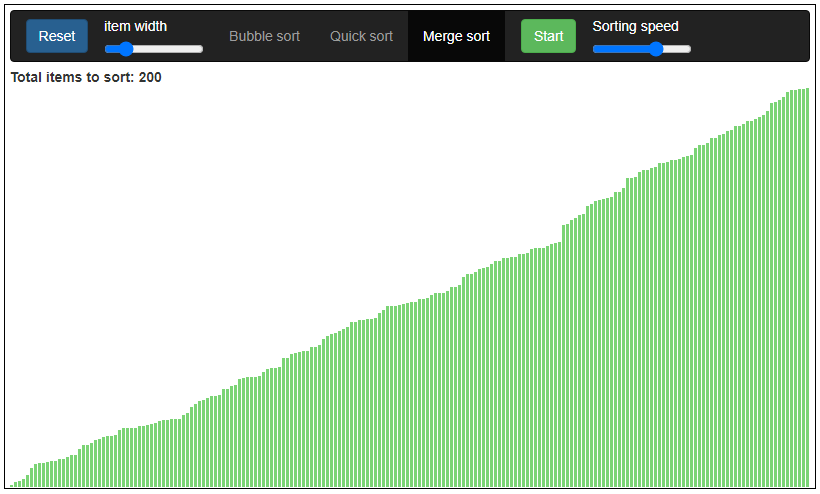 Reset item width Bubble sort Quick sort Merge sort Start Sorting speed
Total items to sort: 200